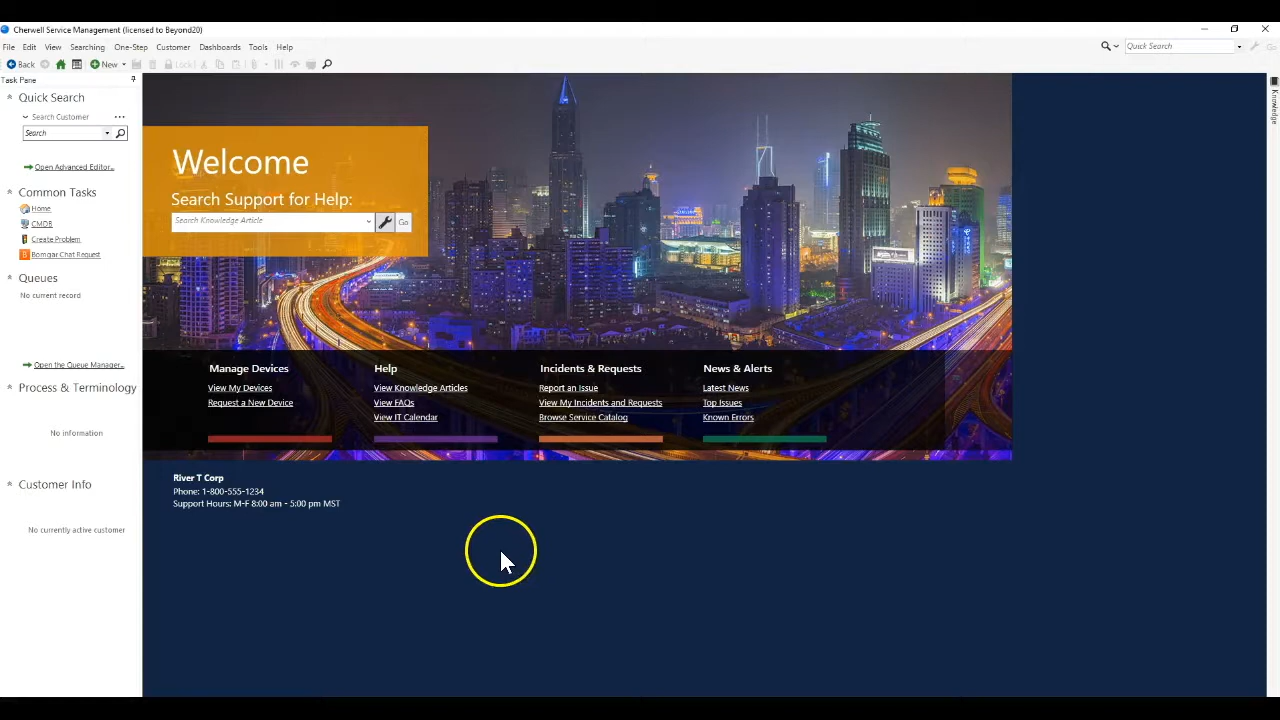 Cherwell Service Management (licensed to Beyond20)
File Edit View Searching One-Step Customer Dashboards Tools Help
Quick Search
Back New Lock
Task Pane
Quick Search
Search Customer
Search
Open Advanced Editor...
Common Tasks
Home
CMDB
Create Problem
Bomgar Chat Request
Queues
No current record
Open the Queue Manager...
Process & Terminology
No information
Customer Info
No currently active customer
Welcome
Search Support for Help:
Search Knowledge Article
Go
Manage Devices
View My Devices
Request a New Device
Help
View Knowledge Articles
View FAQs
View IT Calendar
Incidents & Requests
Report an Issue
View My Incidents and Requests
Browse Service Catalog
News & Alerts
Latest News
Top Issues
Known Errors
River T Corp
Phone: 1-800-555-1234
Support Hours: M-F 8:00 am - 5:00 pm MST
Knowledge